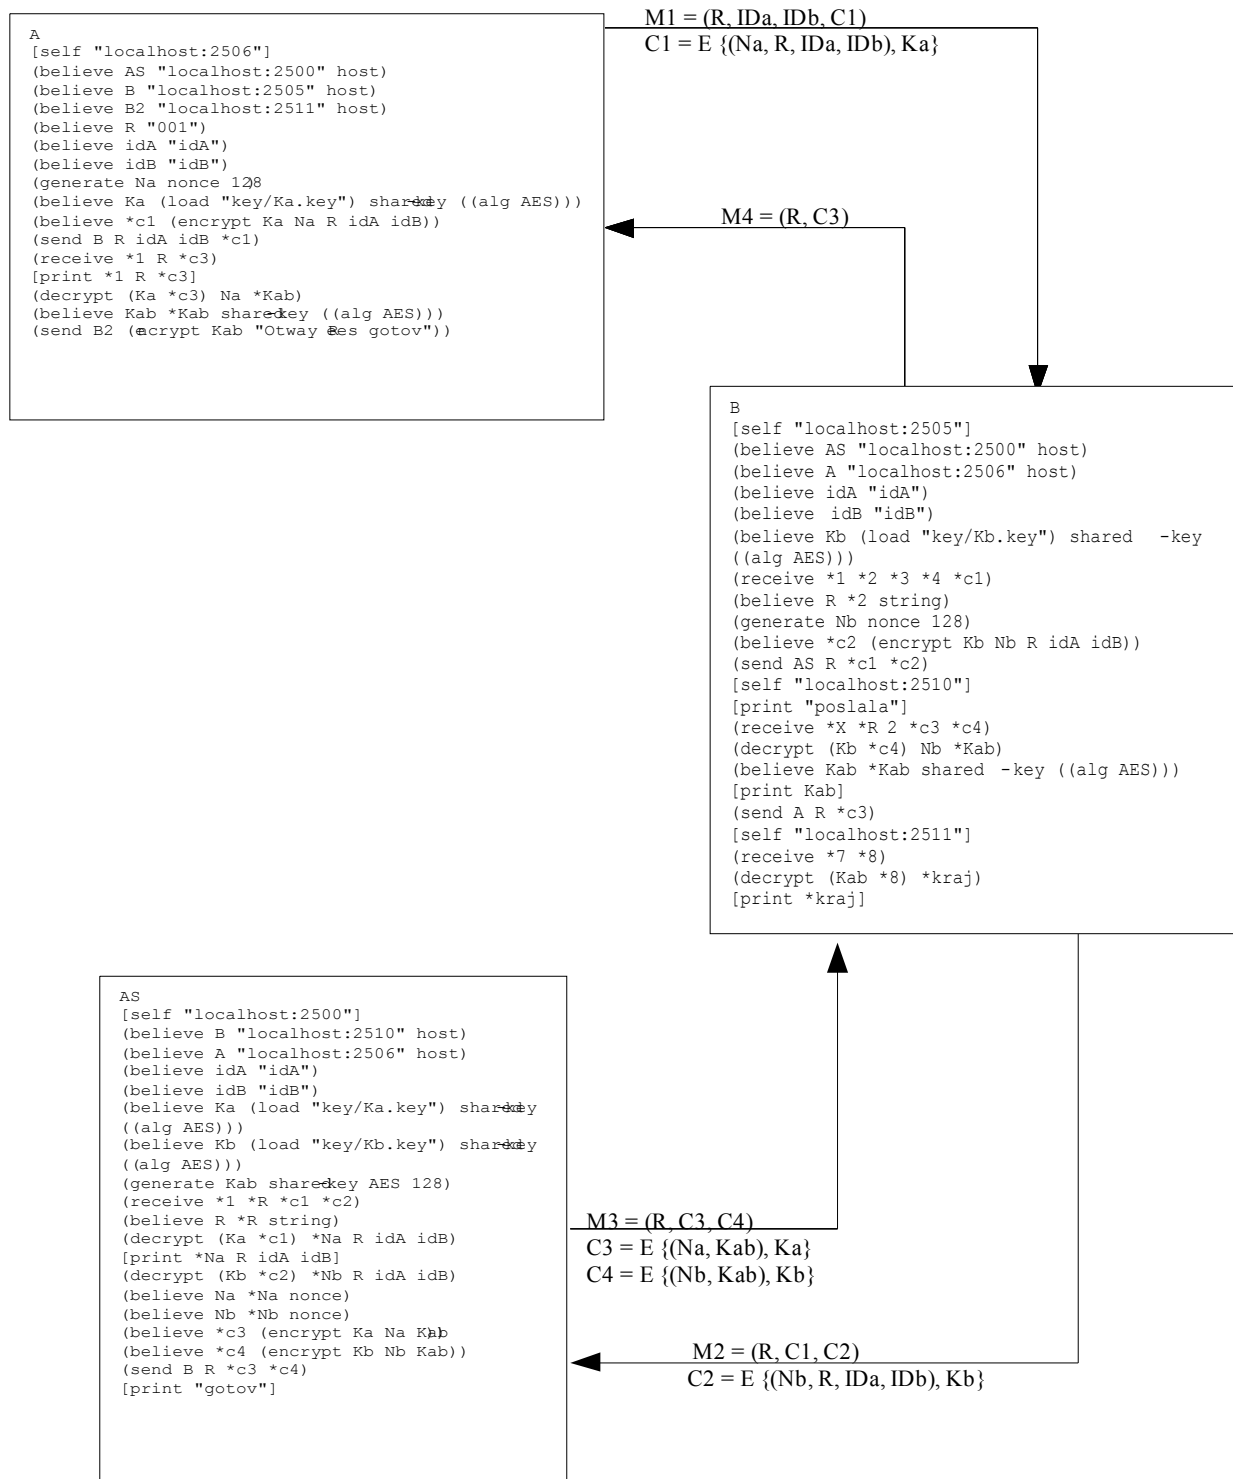 M1 = (R, IDa, IDb, C1)
C1 = E {(Na, R, IDa, IDb), Ka}
A
[self "localhost:2506"]
(believe AS "localhost:2500" host)
(believe B "localhost:2505" host)
(believe B2 "localhost:2511" host)
(believe R "001")
(believe idA "idA")
(believe idB "idB")
(generate Na nonce 128)
(believe Ka (load "key/Ka.key") shared-key ((alg AES)))
(believe *c1 (encrypt Ka Na R idA idB))
(send B R idA idB *c1)
(receive *1 R *c3)
[print *1 R *c3]
(decrypt (Ka *c3) Na *Kab)
(believe Kab *Kab shared-key ((alg AES)))
(send B2 (encrypt Kab "Otway Rees gotov"))
M4 = (R, C3)
B
[self "localhost:2505"]
(believe AS "localhost:2500" host)
(believe A "localhost:2506" host)
(believe idA "idA")
(believe idB "idB")
(believe Kb (load "key/Kb.key") shared -key
((alg AES)))
(receive *1 *2 *3 *4 *c1)
(believe R *2 string)
(generate Nb nonce 128)
(believe *c2 (encrypt Kb Nb R idA idB))
(send AS R *c1 *c2)
[self "localhost:2510"]
[print "poslala"]
(receive *X *R 2 *c3 *c4)
(decrypt (Kb *c4) Nb *Kab)
(believe Kab *Kab shared -key ((alg AES)))
[print Kab]
(send A R *c3)
[self "localhost:2511"]
(receive *7 *8)
(decrypt (Kab *8) *kraj)
[print *kraj]
AS
[self "localhost:2500"]
(believe B "localhost:2510" host)
(believe A "localhost:2506" host)
(believe idA "idA")
(believe idB "idB")
(believe Ka (load "key/Ka.key") shared-key
((alg AES)))
(believe Kb (load "key/Kb.key") shared-key
((alg AES)))
(generate Kab shared-key AES 128)
(receive *1 *R *c1 *c2)
(believe R *R string)
(decrypt (Ka *c1) *Na R idA idB)
[print *Na R idA idB]
(decrypt (Kb *c2) *Nb R idA idB)
(believe Na *Na nonce)
(believe Nb *Nb nonce)
(believe *c3 (encrypt Ka Na Kab))
(believe *c4 (encrypt Kb Nb Kab))
(send B R *c3 *c4)
[print "gotov"]
M3 = (R, C3, C4)
C3 = E {(Na, Kab), Ka}
C4 = E {(Nb, Kab), Kb}
M2 = (R, C1, C2)
C2 = E {(Nb, R, IDa, IDb), Kb}